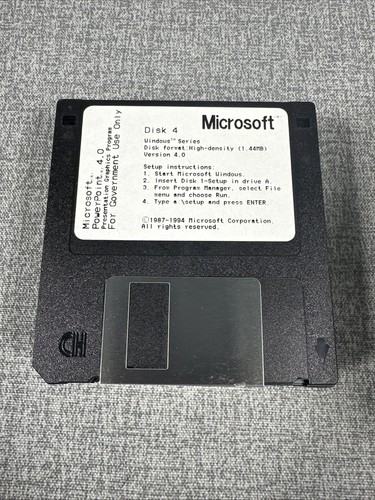 Microsoft®
PowerPoint® 4.0
Presentation Graphics Program
For Government Use Only
Disk 4
Microsoft®
Windows™ Series
Disk format:High-density (1.44MB)
Version 4.0
Setup instructions:
1. Start Microsoft Windows.
2. Insert Disk 1-Setup in drive A.
3. From Program Manager, select File
menu and choose Run.
4. Type a:\setup and press ENTER.
©1987-1994 Microsoft Corporation.
All rights reserved.